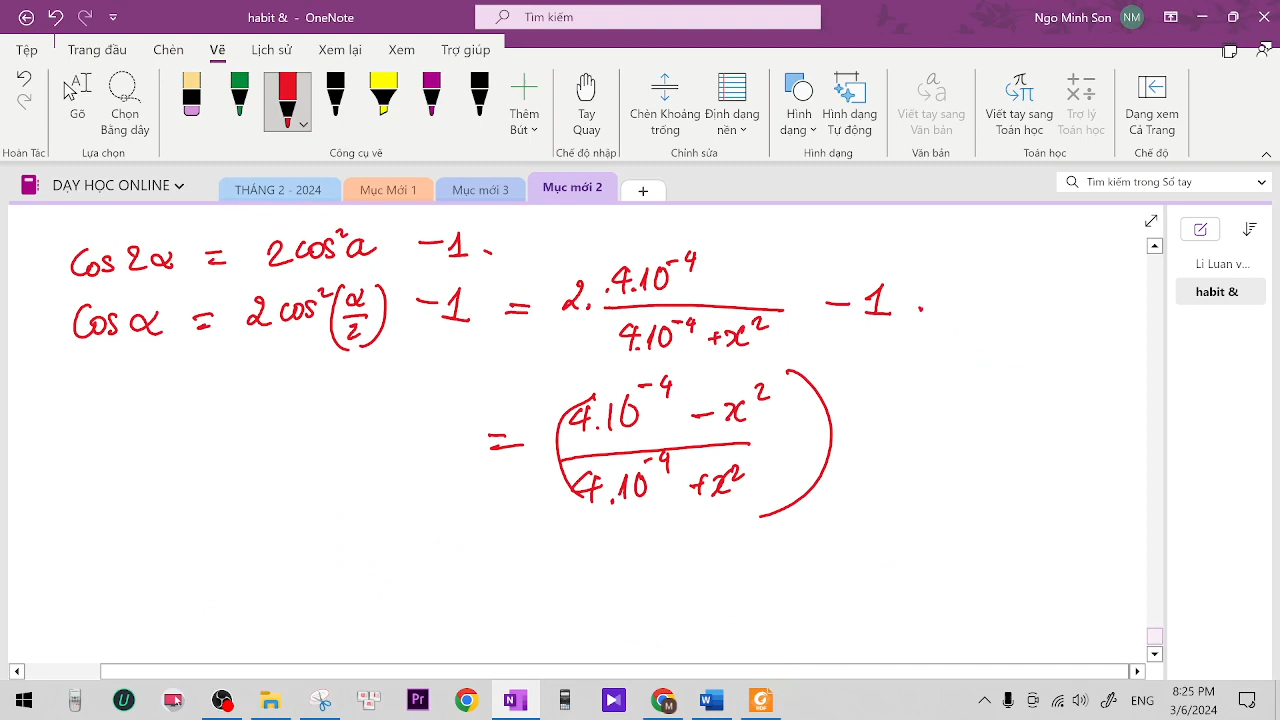 habit & - OneNote
Tìm kiếm
Ngo Minh Son NM
Tệp Trang đầu Chèn Vẽ Lịch sử Xem lại Xem Trợ giúp
Gõ Chọn Bằng dây Thêm Bút Tay Quay Chèn Khoảng trống Định dạng nền Hình dạng Hình dạng Tự động Viết tay sang Văn bản Viết tay sang Toán học Trợ lý Toán học Dạng xem Cả Trang
Hoàn Tác Lựa chọn Công cụ vẽ Chế độ nhập Chỉnh sửa Hình dạng Văn bản Toán học Chế độ
DẠY HỌC ONLINE THÁNG 2 - 2024 Mục Mới 1 Mục mới 3 Mục mới 2 +
Tìm kiếm trong Sổ tay
Li Luan v...
habit &
cos2α = 2cos²a - 1.
cosα = 2cos²(α/2) - 1 = 2. .4.10⁻⁴/(4.10⁻⁴ + x²) - 1.
= (4.10⁻⁴ - x²)/(4.10⁻⁴ + x²)
Pr
M
ENG
8:25 PM
3/6/2024